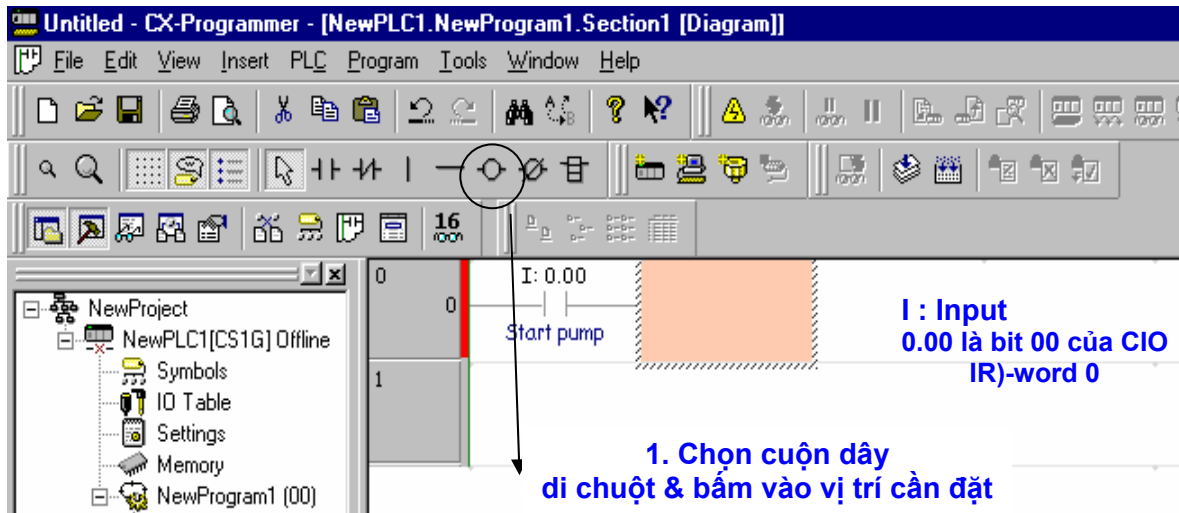 Untitled - CX-Programmer - [NewPLC1.NewProgram1.Section1 [Diagram]]
File Edit View Insert PLC Program Tools Window Help
16
NewProject
NewPLC1[CS1G] Offline
Symbols
IO Table
Settings
Memory
NewProgram1 (00)
0
0
I: 0.00
Start pump
1
I : Input
0.00 là bit 00 của CIO
IR)-word 0
1. Chọn cuộn dây
di chuột & bấm vào vị trí cần đặt